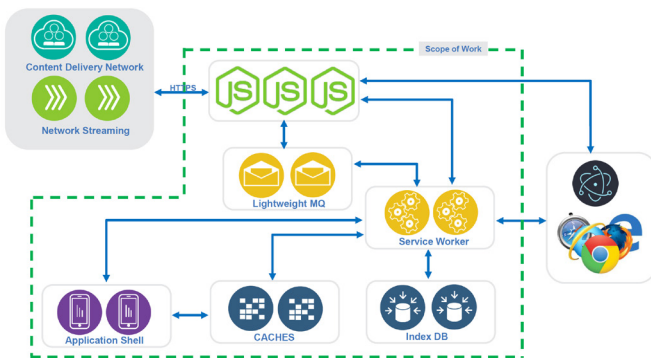 Scope of Work
Content Delivery Network
HTTPS
JS JS JS
Network Streaming
Lightweight MQ
Service Worker
Application Shell
CACHES
Index DB